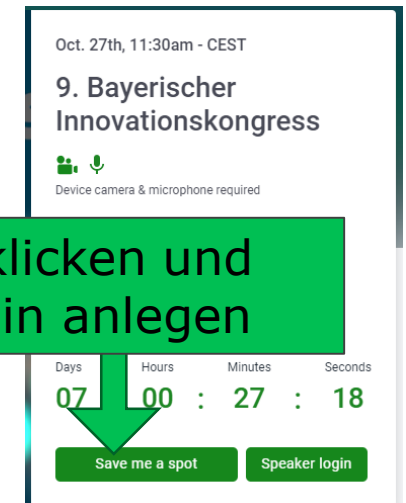 Oct. 27th, 11:30am - CEST
9. Bayerischer
Innovationskongress
Device camera & microphone required
klicken und
in anlegen
Days Hours Minutes Seconds
07 00 : 27 : 18
Save me a spot Speaker login